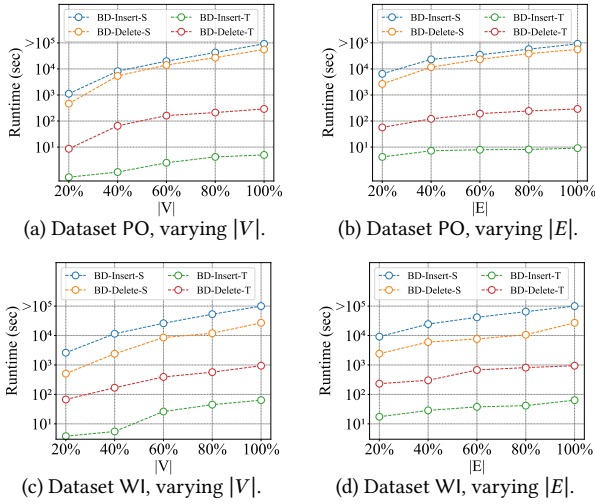 BD-Insert-S BD-Insert-T
BD-Delete-S BD-Delete-T
Runtime (sec)
>10⁵
10⁴
10³
10²
10¹
20% 40% 60% 80% 100%
|V|
(a) Dataset PO, varying |V|.
BD-Insert-S BD-Insert-T
BD-Delete-S BD-Delete-T
Runtime (sec)
>10⁵
10⁴
10³
10²
10¹
20% 40% 60% 80% 100%
|E|
(b) Dataset PO, varying |E|.
BD-Insert-S BD-Insert-T
BD-Delete-S BD-Delete-T
Runtime (sec)
>10⁵
10⁴
10³
10²
10¹
20% 40% 60% 80% 100%
|V|
(c) Dataset WI, varying |V|.
BD-Insert-S BD-Insert-T
BD-Delete-S BD-Delete-T
Runtime (sec)
>10⁵
10⁴
10³
10²
10¹
20% 40% 60% 80% 100%
|E|
(d) Dataset WI, varying |E|.